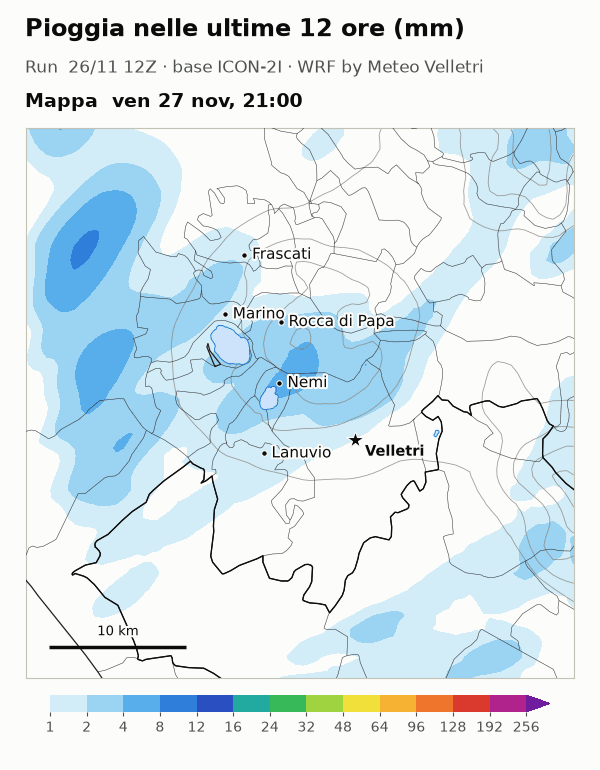 Pioggia nelle ultime 12 ore (mm)
Run  26/11 12Z · base ICON-2I · WRF by Meteo Velletri
Mappa  ven 27 nov, 21:00
Frascati
Marino
Rocca di Papa
Nemi
Velletri
Lanuvio
10 km
1 2 4 8 12 16 24 32 42 48 64 96 128 192 256